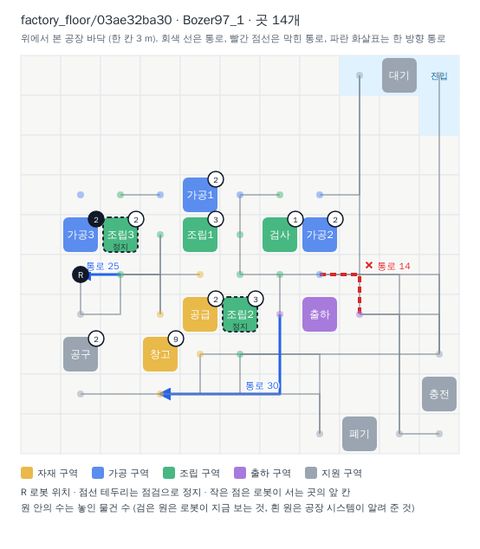 factory_floor/03ae32ba30 · Bozer97_1 · 곳 14개
위에서 본 공장 바닥 (한 칸 3 m). 회색 선은 통로, 빨간 점선은 막힌 통로, 파란 화살표는 한 방향 통로
대기
진입
2
가공1
2
2
3
1
2
가공3
조립3
정지
조립1
검사
가공2
통로 25
R
통로 14
2
3
공급
조립2
정지
출하
2
9
공구
창고
통로 30
충전
폐기
자재 구역
가공 구역
조립 구역
출하 구역
지원 구역
R 로봇 위치 · 점선 테두리는 점검으로 정지 · 작은 점은 로봇이 서는 곳의 앞 칸
원 안의 수는 놓인 물건 수 (검은 원은 로봇이 지금 보는 것, 흰 원은 공장 시스템이 알려 준 것)